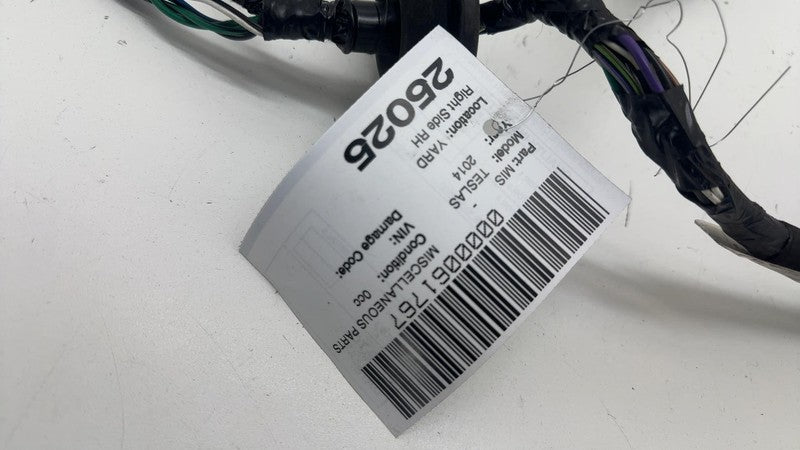 0000061767
Part: MIS - MISCELLANEOUS PARTS
Model: TESLAS
Year: 2014
Condition: 0cc
Location: YARD
VIN:
Right Side RH
Damage Code:
25025